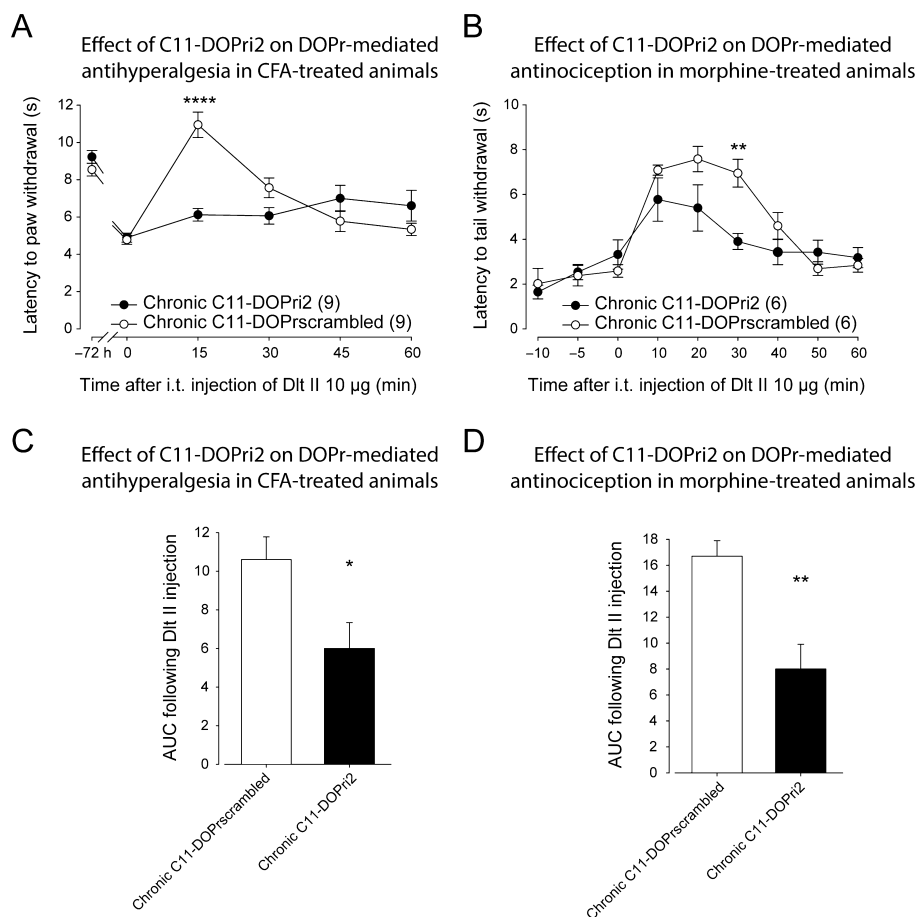 A
Effect of C11-DOPri2 on DOPr-mediated
antihyperalgesia in CFA-treated animals
12
10
8
6
4
2
0
Latency to paw withdrawal (s)
****
Chronic C11-DOPri2 (9)
Chronic C11-DOPrscrambled (9)
−72 h 0 15 30 45 60
Time after i.t. injection of Dlt II 10 µg (min)
B
Effect of C11-DOPri2 on DOPr-mediated
antinociception in morphine-treated animals
10
8
6
4
2
0
Latency to tail withdrawal (s)
**
Chronic C11-DOPri2 (6)
Chronic C11-DOPrscrambled (6)
−10 −5 0 10 20 30 40 50 60
Time after i.t. injection of Dlt II 10 µg (min)
C
Effect of C11-DOPri2 on DOPr-mediated
antihyperalgesia in CFA-treated animals
12
10
8
6
4
2
0
AUC following Dlt II injection
*
Chronic C11-DOPrscrambled
Chronic C11-DOPri2
D
Effect of C11-DOPri2 on DOPr-mediated
antinociception in morphine-treated animals
18
16
14
12
10
8
6
4
2
0
AUC following Dlt II injection
**
Chronic C11-DOPrscrambled
Chronic C11-DOPri2